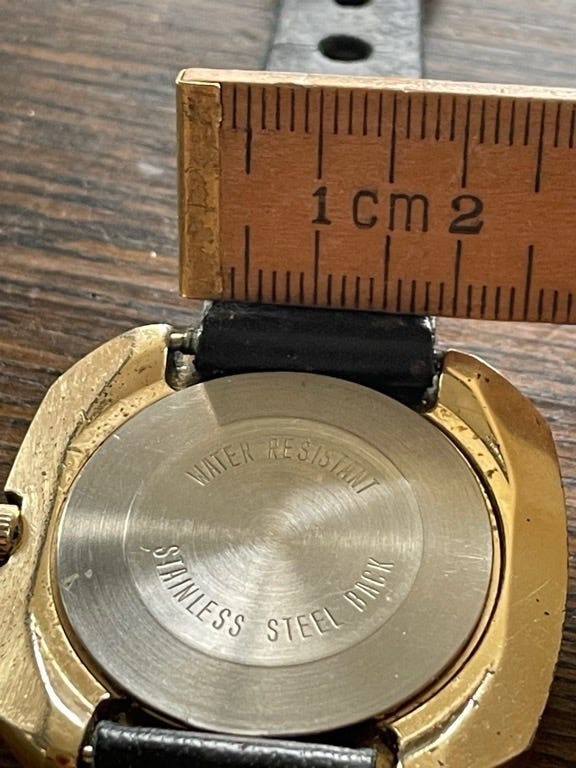 1 cm 2
WATER RESISTANT
STAINLESS STEEL BACK